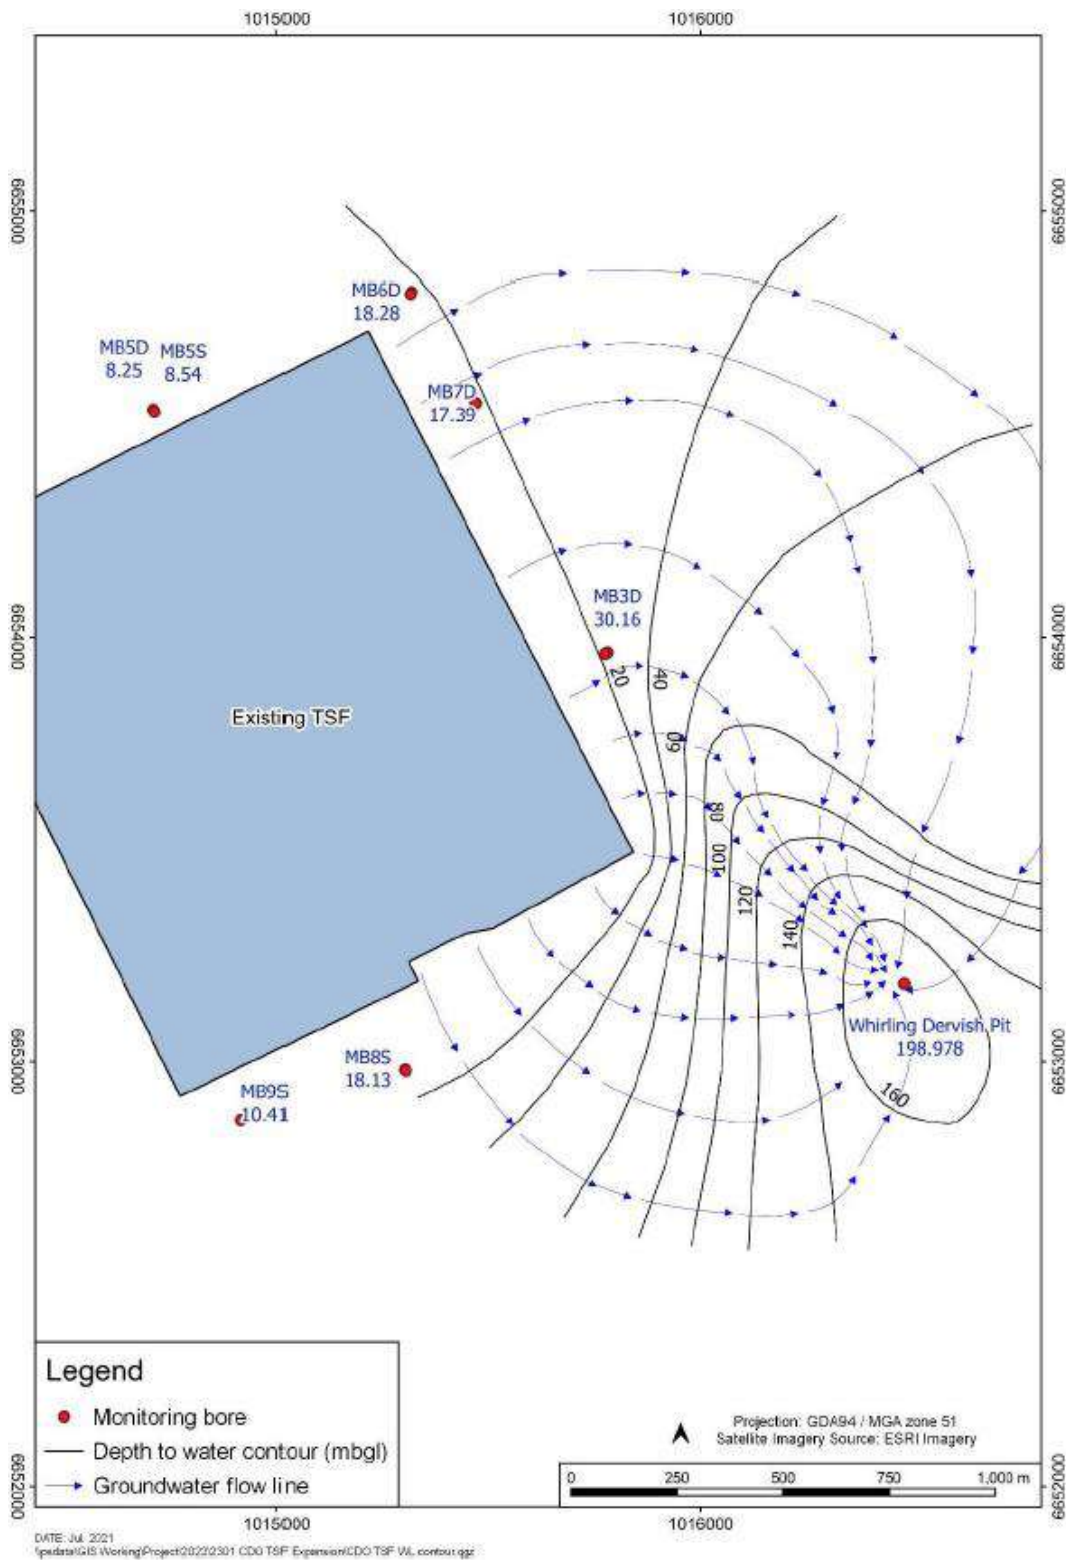 1015000
1016000
6655000
6655000
MB6D
18.28
MB5D
8.25
MB5S
8.54
MB7D
17.39
6654000
6654000
MB3D
30.16
20
40
60
80
100
120
140
160
Existing TSF
Whirling Dervish Pit
198.978
MB8S
18.13
MB9S
10.41
6653000
6653000
Legend
Monitoring bore
Depth to water contour (mbgl)
Groundwater flow line
Projection: GDA94 / MGA zone 51
Satellite Imagery Source: ESRI Imagery
0 250 500 750 1,000 m
6652000
6652000
1015000
1016000
DATE: Jul. 2021